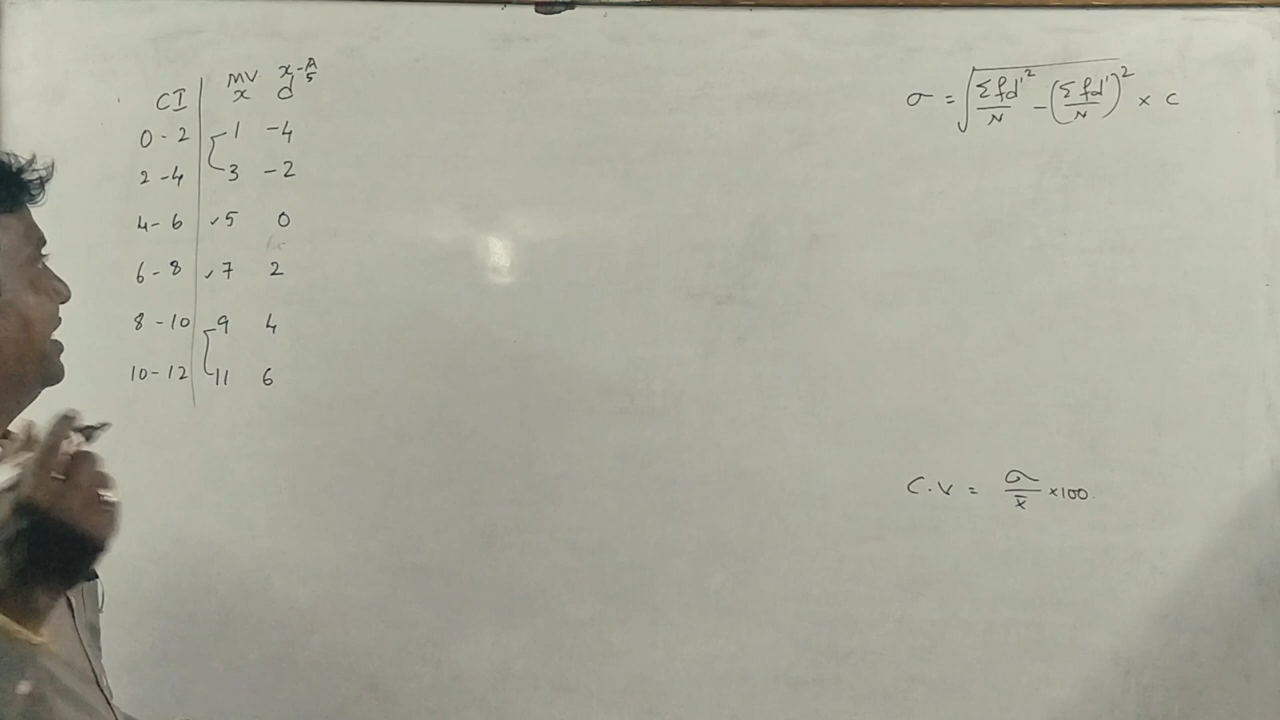 CI MV x x-A 5 d
0-2 1 -4
2-4 3 -2
4-6 ✓5 0
6-8 ✓7 2
8-10 9 4
10-12 11 6
σ = √(Σfd'²/N - (Σfd'/N)²) × C
C.V = σ/x̄ ×100.